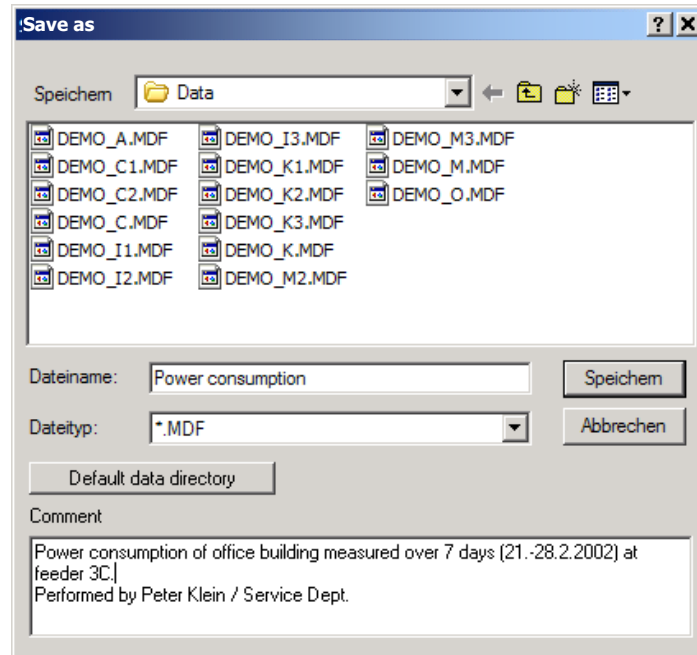 Save as
Speichern
Data
DEMO_A.MDF
DEMO_C1.MDF
DEMO_C2.MDF
DEMO_C.MDF
DEMO_I1.MDF
DEMO_I2.MDF
DEMO_I3.MDF
DEMO_K1.MDF
DEMO_K2.MDF
DEMO_K3.MDF
DEMO_K.MDF
DEMO_M2.MDF
DEMO_M3.MDF
DEMO_M.MDF
DEMO_O.MDF
Dateiname: Power consumption Speichern
Dateityp: *.MDF Abbrechen
Default data directory
Comment
Power consumption of office building measured over 7 days (21.-28.2.2002) at
feeder 3C.
Performed by Peter Klein / Service Dept.